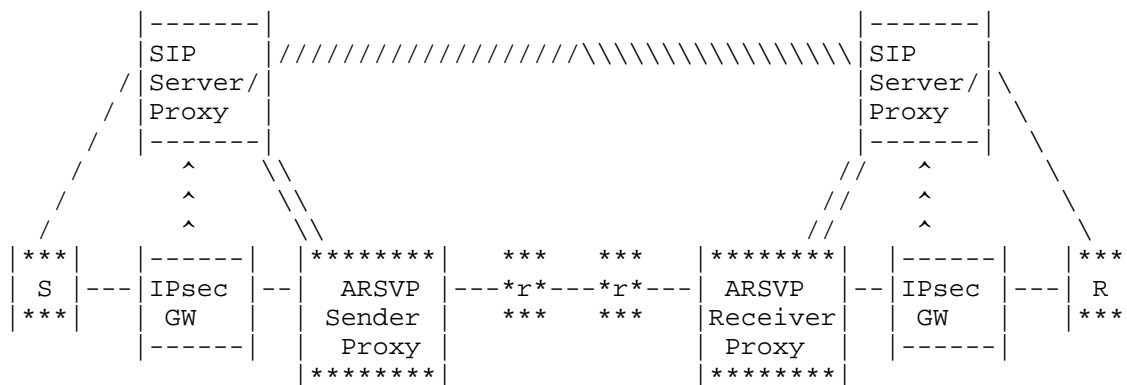 |-------|                                     |-------|
             |SIP    |///////////////////\\\\\\\\\\\\\\\\\\|SIP    |
            /|Server/|                                     |Server/|\
           / |Proxy  |                                     |Proxy  | \
          /  |-------|                                     |-------|  \
         /      ^     \\                                 //    ^       \
        /       ^      \\                               //     ^        \
       /        ^       \\                             //      ^         \
|***|    |------|  |********|   ***   ***   |********|  |------|    |***
| S |---|IPsec |--| ARSVP  |---*r*---*r*---| ARSVP  |--|IPsec |---| R
|***|    | GW   |  | Sender |   ***   ***   |Receiver|  | GW   |    |***
         |------|  |  Proxy |               |  Proxy |  |------|
                   |********|               |********|